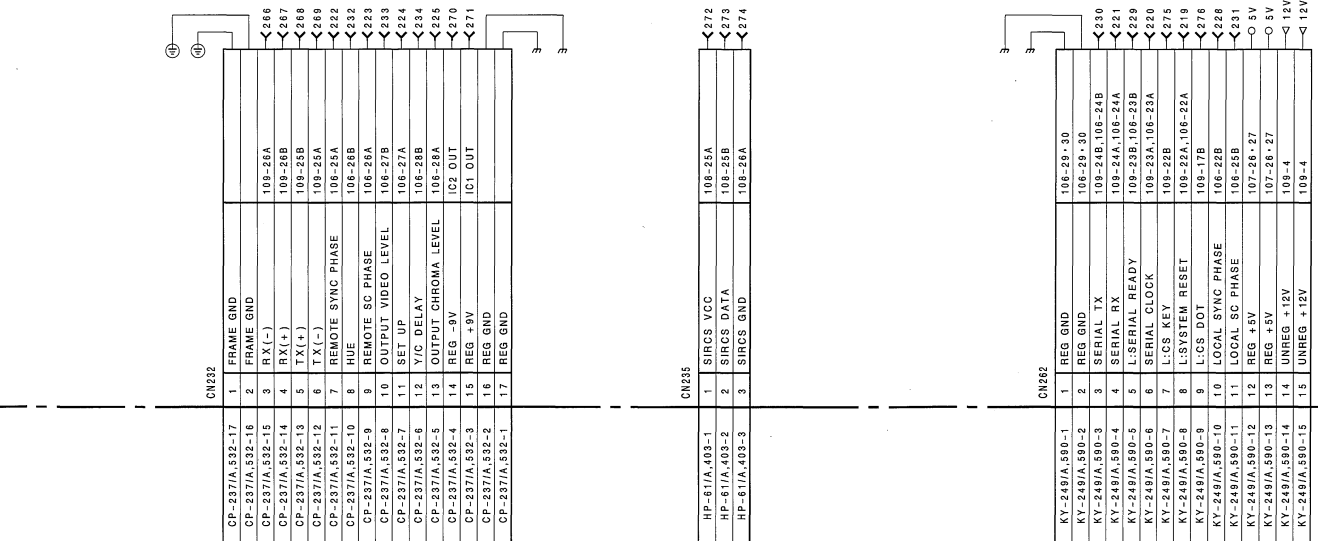 CN232
CP-237/A,532-17 1 FRAME GND
CP-237/A,532-16 2 FRAME GND
CP-237/A,532-15 3 RX(-) 109-26A 266
CP-237/A,532-14 4 RX(+) 109-26B 267
CP-237/A,532-13 5 TX(+) 109-25B 268
CP-237/A,532-12 6 TX(-) 109-25A 269
CP-237/A,532-11 7 REMOTE SYNC PHASE 106-25A 222
CP-237/A,532-10 8 HUE 106-26B 232
CP-237/A,532-9 9 REMOTE SC PHASE 106-26A 223
CP-237/A,532-8 10 OUTPUT VIDEO LEVEL 106-27B 233
CP-237/A,532-7 11 SET UP 106-27A 224
CP-237/A,532-6 12 Y/C DELAY 106-28B 234
CP-237/A,532-5 13 OUTPUT CHROMA LEVEL 106-28A 225
CP-237/A,532-4 14 REG -9V IC2 OUT 270
CP-237/A,532-3 15 REG +9V IC1 OUT 271
CP-237/A,532-2 16 REG GND
CP-237/A,532-1 17 REG GND
CN235
HP-61/A,403-1 1 SIRCS VCC 108-25A 272
HP-61/A,403-2 2 SIRCS DATA 108-25B 273
HP-61/A,403-3 3 SIRCS GND 108-26A 274
CN262
KY-249/A,590-1 1 REG GND 106-29・30
KY-249/A,590-2 2 REG GND 106-29・30
KY-249/A,590-3 3 SERIAL TX 109-24B,106-24B 230
KY-249/A,590-4 4 SERIAL RX 109-24A,106-24A 221
KY-249/A,590-5 5 L:SERIAL READY 109-23B,106-23B 229
KY-249/A,590-6 6 SERIAL CLOCK 109-23A,106-23A 220
KY-249/A,590-7 7 L:CS KEY 109-22B 275
KY-249/A,590-8 8 L:SYSTEM RESET 109-22A,106-22A 219
KY-249/A,590-9 9 L:CS DOT 109-17B 276
KY-249/A,590-10 10 LOCAL SYNC PHASE 106-22B 228
KY-249/A,590-11 11 LOCAL SC PHASE 106-25B 231
KY-249/A,590-12 12 REG +5V 107-26・27 5V
KY-249/A,590-13 13 REG +5V 107-26・27 5V
KY-249/A,590-14 14 UNREG +12V 109-4 12V
KY-249/A,590-15 15 UNREG +12V 109-4 12V